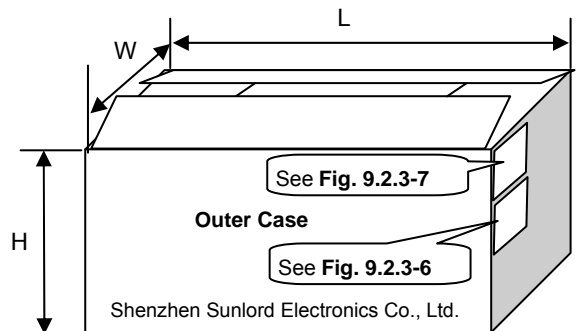 L
W
See Fig. 9.2.3-7
Outer Case
H
See Fig. 9.2.3-6
Shenzhen Sunlord Electronics Co., Ltd.